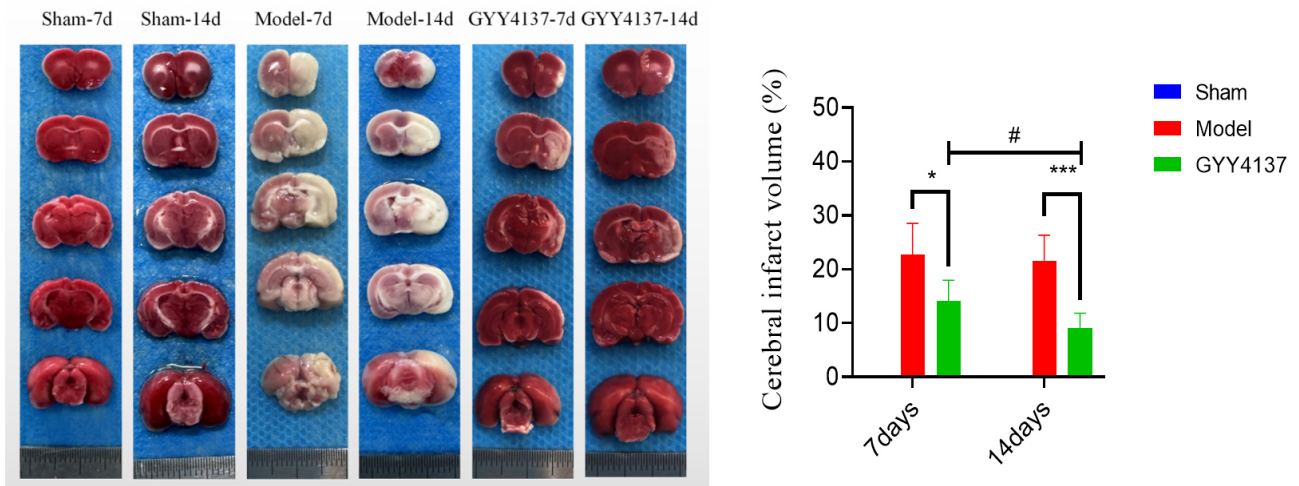 Sham-7d Sham-14d Model-7d Model-14d GYY4137-7d GYY4137-14d
Cerebral infarct volume (%)
50
40
30
20
10
0
#
*
***
7days
14days
Sham
Model
GYY4137